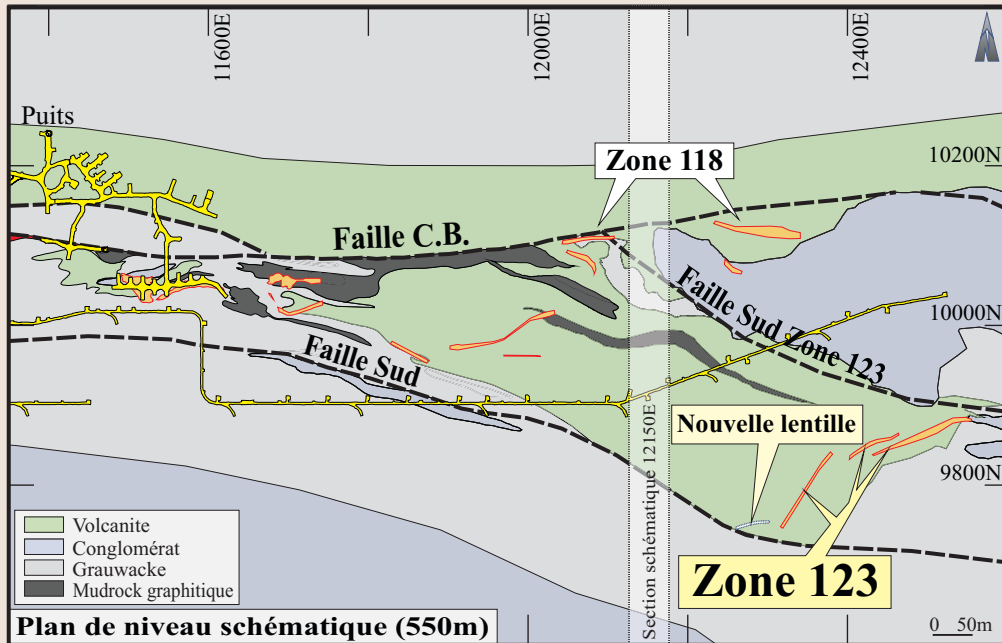 11600E
12000E
12400E
Puits
10200N
Zone 118
Faille C.B.
Faille Sud Zone 123
10000N
Faille Sud
Nouvelle lentille
Section schématique 12150E
9800N
Volcanite
Conglomérat
Grauwacke
Mudrock graphitique
Zone 123
Plan de niveau schématique (550m)
0 50m